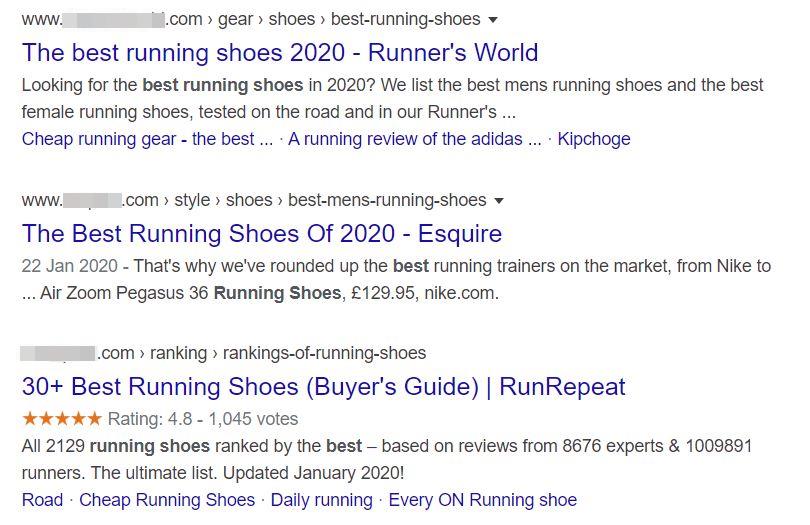 www. .com › gear › shoes › best-running-shoes
The best running shoes 2020 - Runner's World
Looking for the best running shoes in 2020? We list the best mens running shoes and the best
female running shoes, tested on the road and in our Runner's ...
Cheap running gear - the best ... · A running review of the adidas ... · Kipchoge
www. .com › style › shoes › best-mens-running-shoes
The Best Running Shoes Of 2020 - Esquire
22 Jan 2020 - That's why we've rounded up the best running trainers on the market, from Nike to
... Air Zoom Pegasus 36 Running Shoes, £129.95, nike.com.
.com › ranking › rankings-of-running-shoes
30+ Best Running Shoes (Buyer's Guide) | RunRepeat
★★★★★ Rating: 4.8 - 1,045 votes
All 2129 running shoes ranked by the best – based on reviews from 8676 experts & 1009891
runners. The ultimate list. Updated January 2020!
Road · Cheap Running Shoes · Daily running · Every ON Running shoe